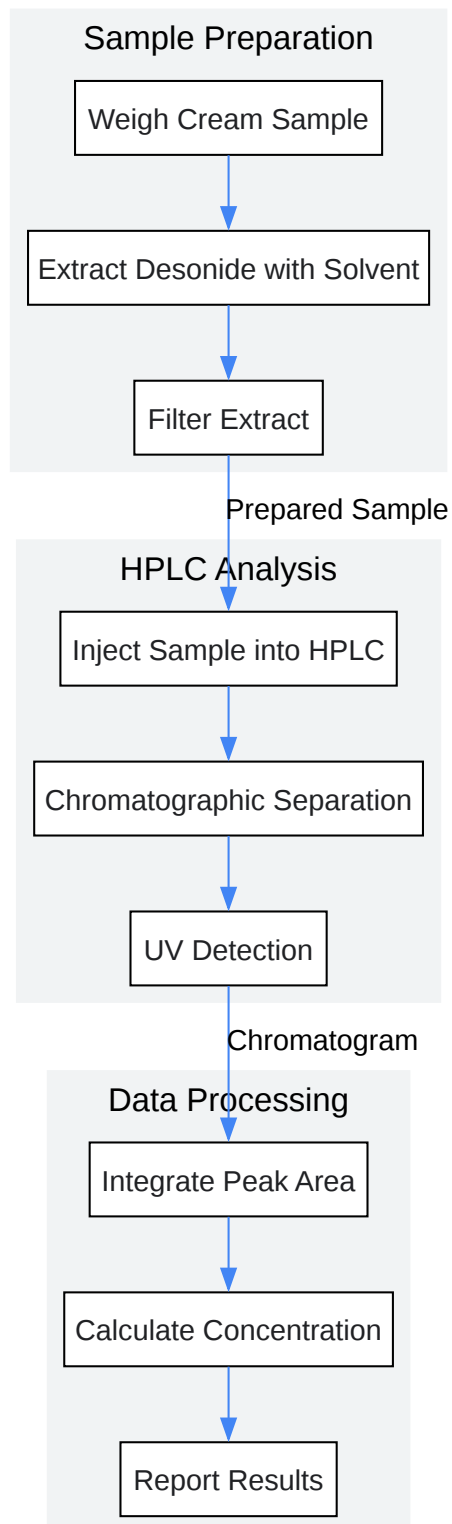 Sample Preparation
Weigh Cream Sample
Extract Desonide with Solvent
Filter Extract
Prepared Sample
HPLC Analysis
Inject Sample into HPLC
Chromatographic Separation
UV Detection
Chromatogram
Data Processing
Integrate Peak Area
Calculate Concentration
Report Results